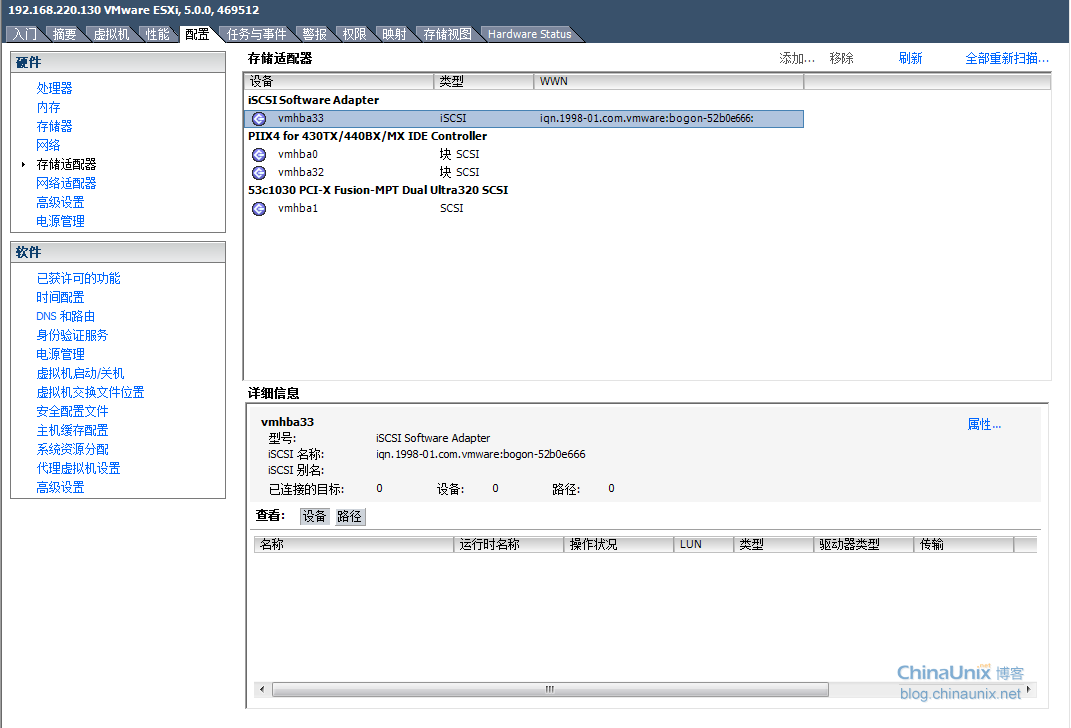 192.168.220.130 VMware ESXi, 5.0.0, 469512
入门 摘要 虚拟机 性能 配置 任务与事件 警报 权限 映射 存储视图 Hardware Status
硬件
处理器
内存
存储器
网络
存储适配器
网络适配器
高级设置
电源管理
软件
已获许可的功能
时间配置
DNS 和路由
身份验证服务
电源管理
虚拟机启动/关机
虚拟机交换文件位置
安全配置文件
主机缓存配置
系统资源分配
代理虚拟机设置
高级设置
存储适配器 添加... 移除 刷新 全部重新扫描...
设备 类型 WWN
iSCSI Software Adapter
vmhba33 iSCSI iqn.1998-01.com.vmware:bogon-52b0e666:
PIIX4 for 430TX/440BX/MX IDE Controller
vmhba0 块 SCSI
vmhba32 块 SCSI
53c1030 PCI-X Fusion-MPT Dual Ultra320 SCSI
vmhba1 SCSI
详细信息
vmhba33 属性...
型号: iSCSI Software Adapter
iSCSI 名称: iqn.1998-01.com.vmware:bogon-52b0e666
iSCSI 别名:
已连接的目标: 0 设备: 0 路径: 0
查看: 设备 路径
名称 运行时名称 操作状况 LUN 类型 驱动器类型 传输
ChinaUnix.net 博客
blog.chinaunix.net